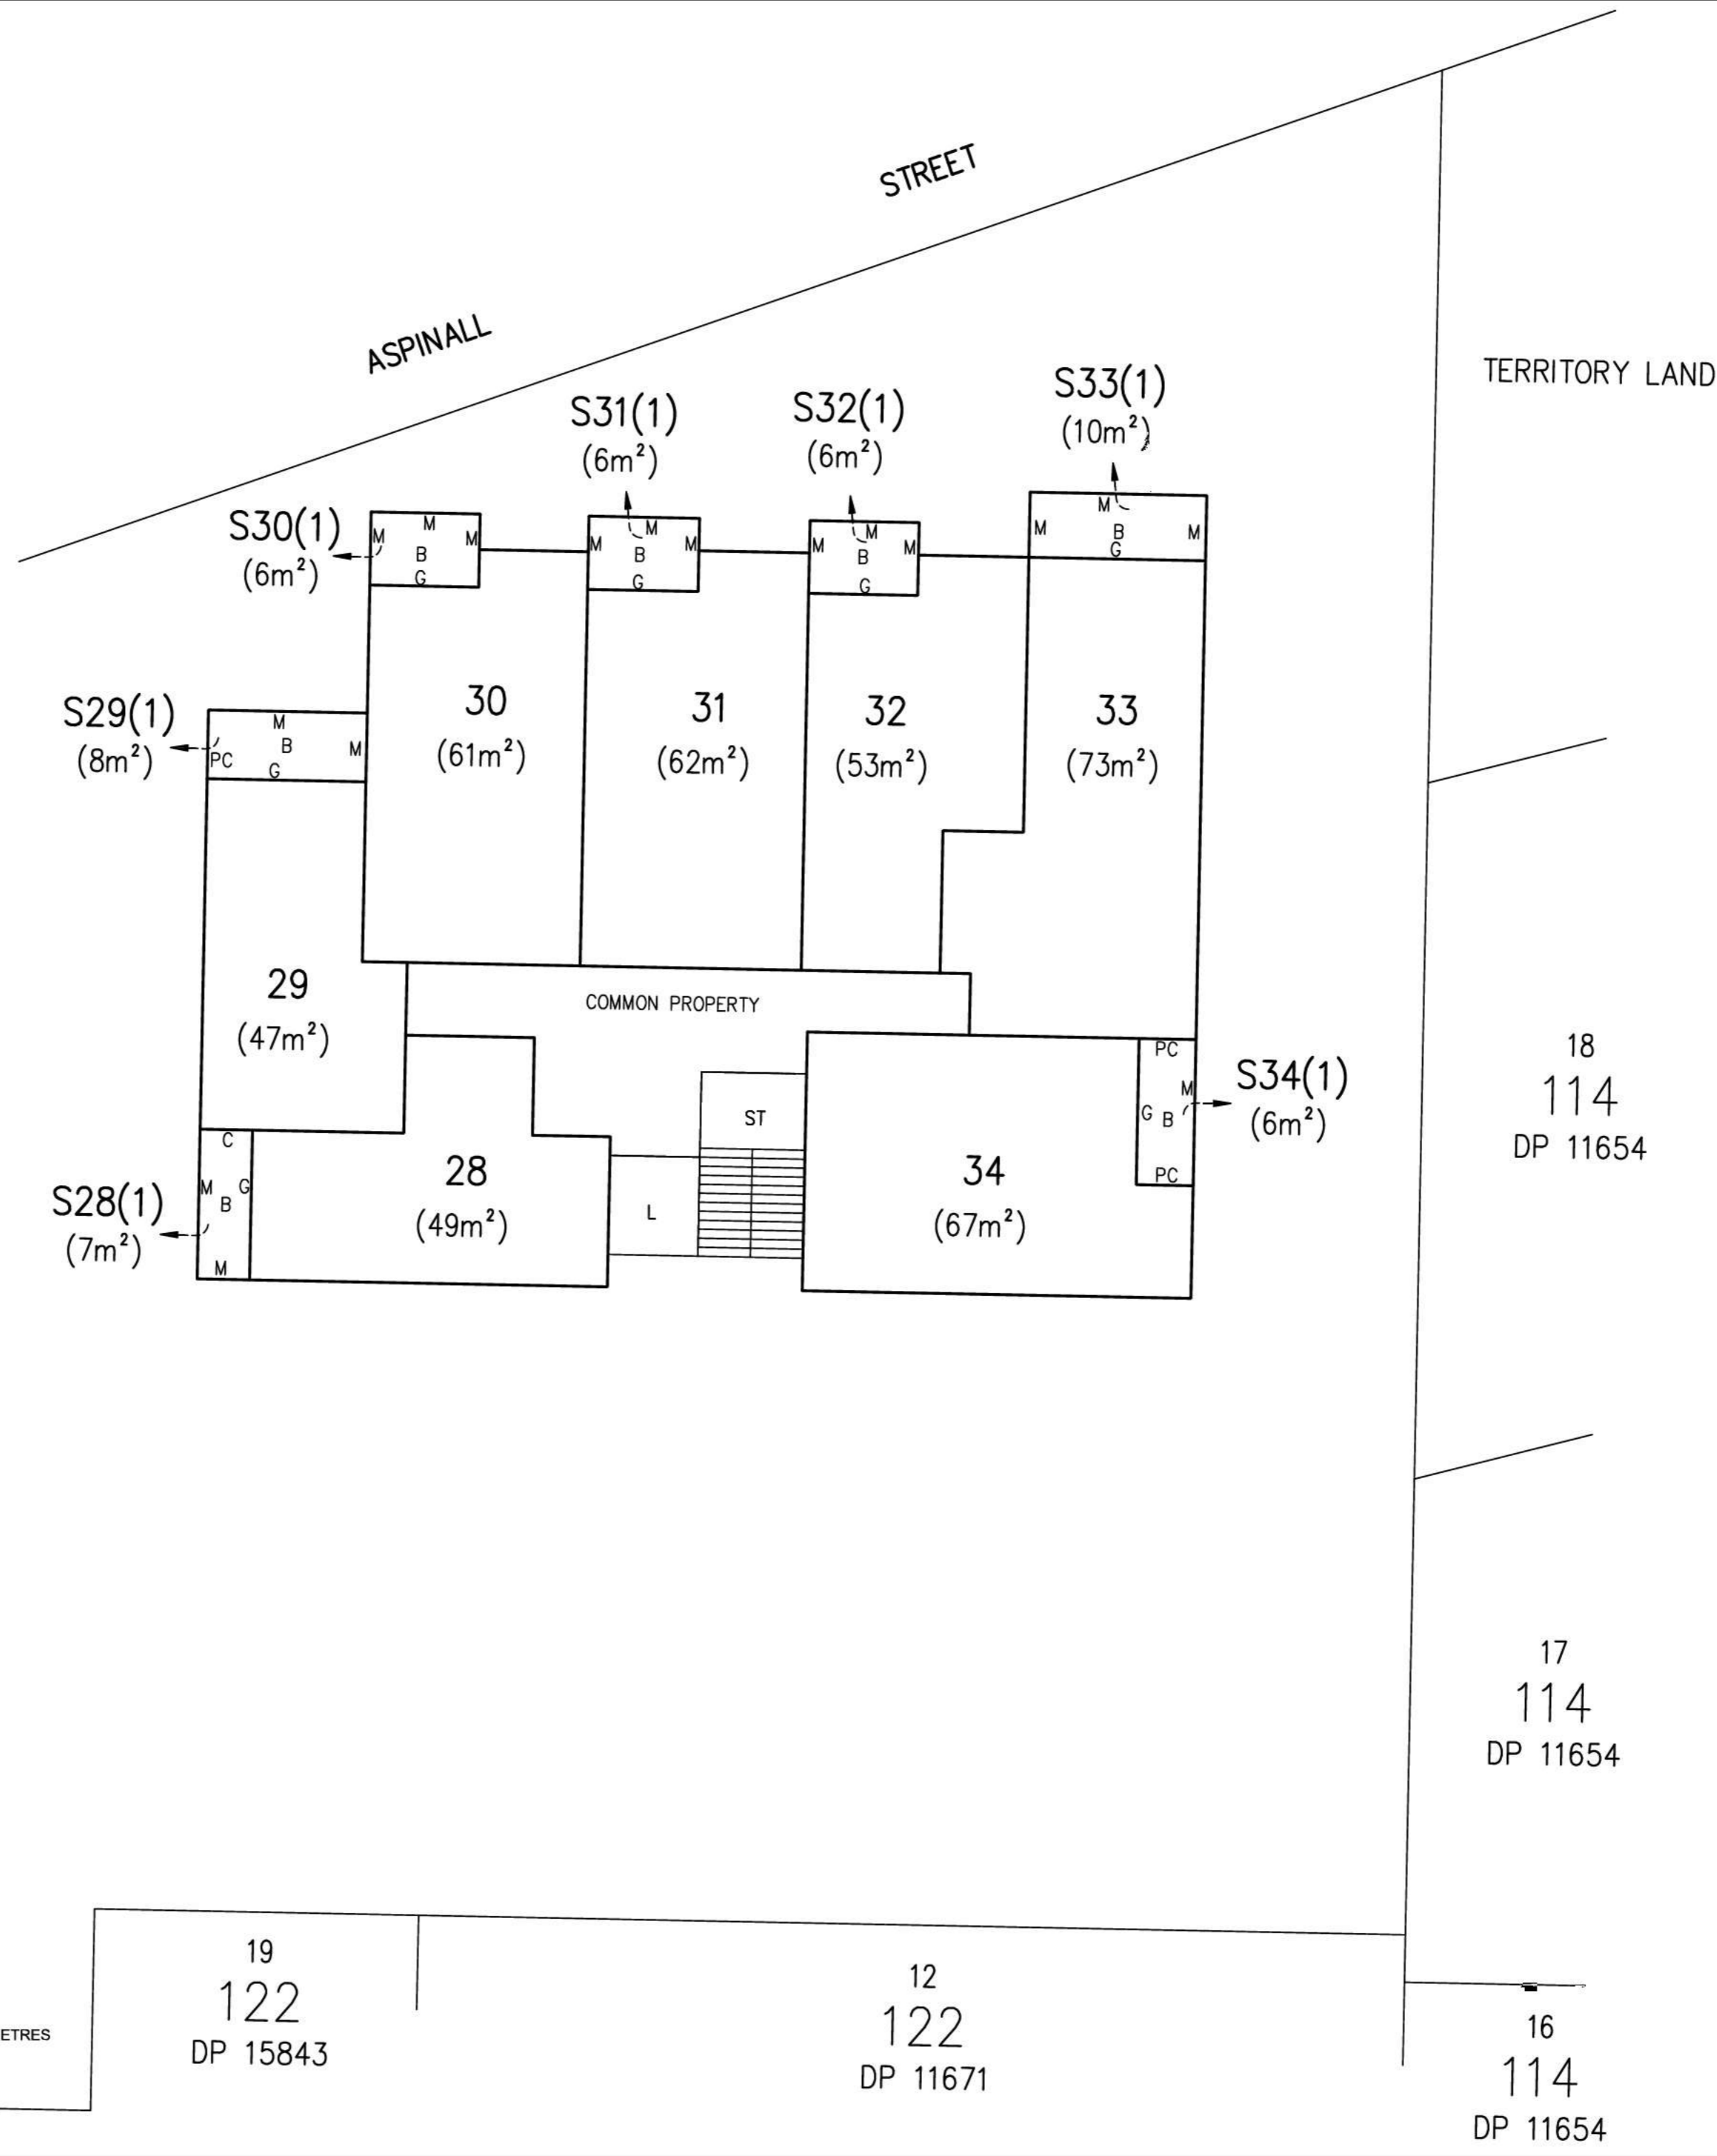 STREET
ASPINALL
TERRITORY LAND
S33(1)
(10m²)
S31(1)
(6m²)
S32(1)
(6m²)
S30(1)
(6m²)
M
M
M
B
G
M
M
M
B
G
M
M
M
B
G
M
M
M
B
G
S29(1)
(8m²)
M
B
M
PC
G
30
(61m²)
31
(62m²)
32
(53m²)
33
(73m²)
29
(47m²)
COMMON PROPERTY
PC
M
G
B
PC
S34(1)
(6m²)
ST
C
M
G
B
M
S28(1)
(7m²)
28
(49m²)
L
34
(67m²)
18
114
DP 11654
17
114
DP 11654
19
122
DP 15843
12
122
DP 11671
16
114
DP 11654
ETRES